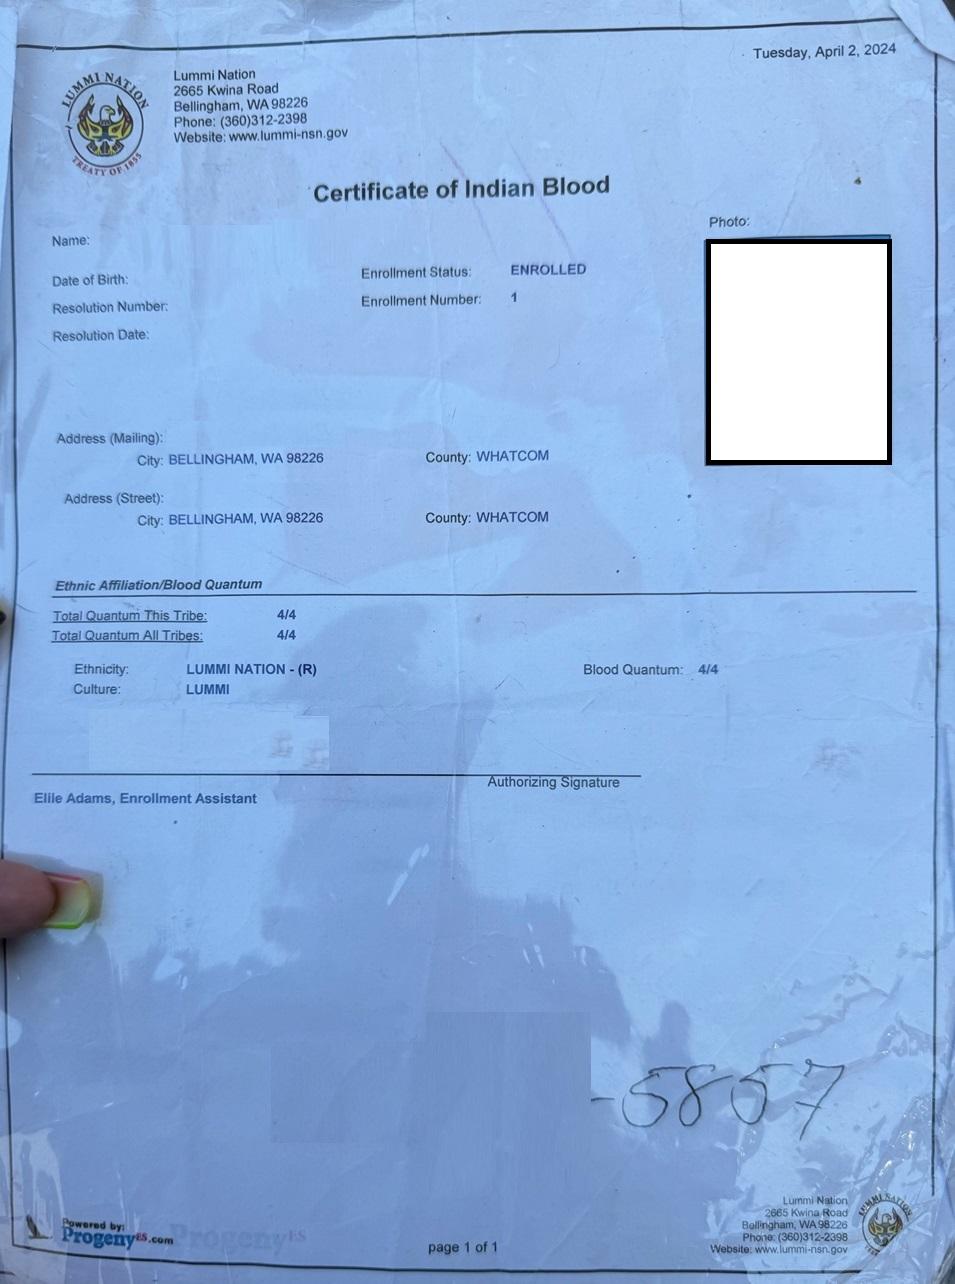 Tuesday, April 2, 2024
LUMMI NATION
TREATY OF 1855
Lummi Nation
2665 Kwina Road
Bellingham, WA 98226
Phone: (360)312-2398
Website: www.lummi-nsn.gov
Certificate of Indian Blood
Photo:
Name:
Date of Birth:
Enrollment Status: ENROLLED
Resolution Number:
Enrollment Number: 1
Resolution Date:
Address (Mailing):
City: BELLINGHAM, WA 98226 County: WHATCOM
Address (Street):
City: BELLINGHAM, WA 98226 County: WHATCOM
Ethnic Affiliation/Blood Quantum
Total Quantum This Tribe: 4/4
Total Quantum All Tribes: 4/4
Ethnicity: LUMMI NATION - (R) Blood Quantum: 4/4
Culture: LUMMI
Authorizing Signature
Elile Adams, Enrollment Assistant
-5857
Powered by:
ProgenyES.com
ProgenyES
page 1 of 1
Lummi Nation
2665 Kwina Road
Bellingham, WA 98226
Phone: (360)312-2398
Website: www.lummi-nsn.gov
LUMMI NATION